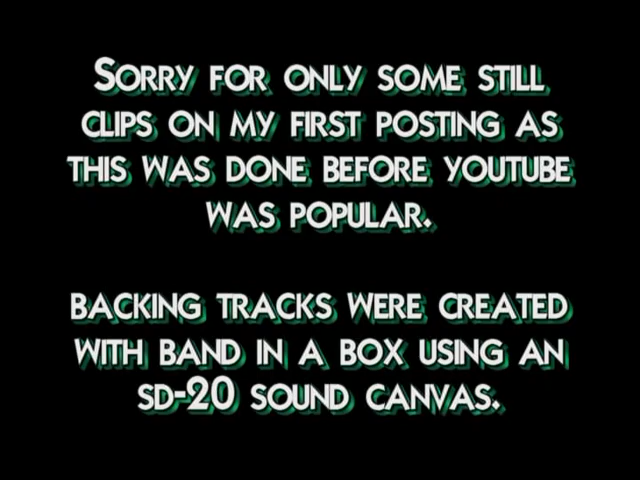 Sorry for only some still
clips on my first posting as
this was done before youtube
was popular.
backing tracks were created
with band in a box using an
sd-20 sound canvas.